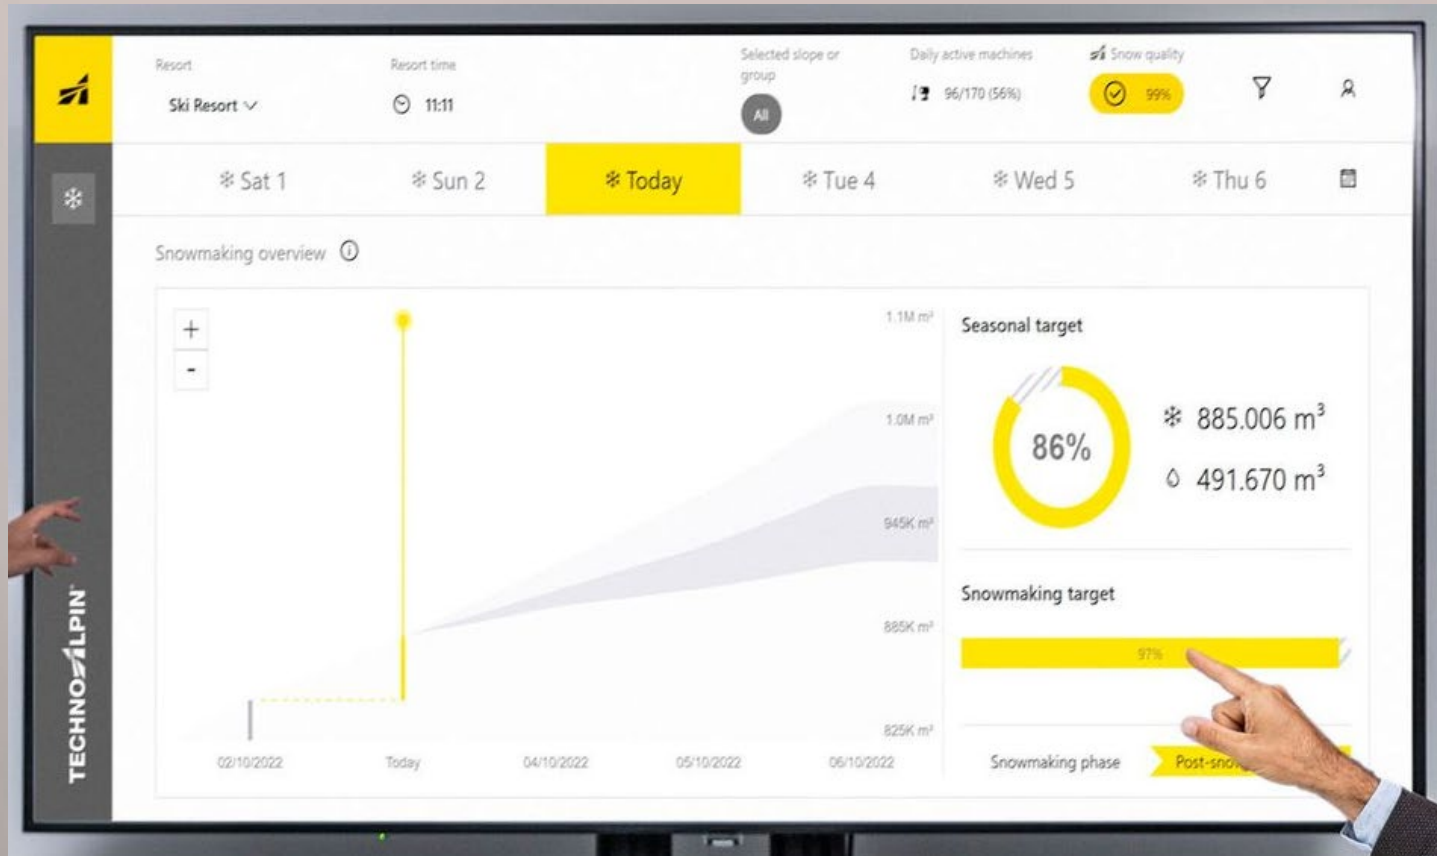 Resort
Ski Resort
Resort time
11:11
Selected slope or
group
All
Daily active machines
96/170 (56%)
Snow quality
99%
Sat 1
Sun 2
Today
Tue 4
Wed 5
Thu 6
Snowmaking overview
+
-
1.1M m³
1.0M m³
945K m³
885K m³
825K m³
02/10/2022
Today
04/10/2022
05/10/2022
06/10/2022
Seasonal target
86%
885.006 m³
491.670 m³
Snowmaking target
97%
Snowmaking phase
TECHNOALPIN